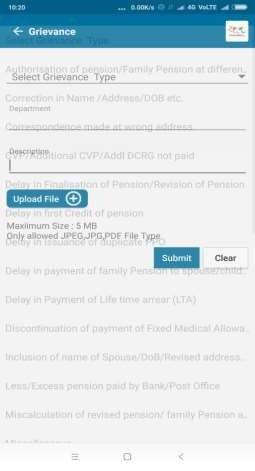 10:20
... 0.00K/s 4G VoLTE
Grievance
Select Grievance Type
Authorisation of pension/Family Pension at differen..
Select Grievance Type
Correction in Name /Address/DOB etc.
Department
Correspondence made at wrong address.
CVP/Additional CVP/Addl DCRG not paid
Description
Delay in Finalisation of Pension/Revision of Pension
Upload File
Delay in first Credit of pension
Maxiimum Size : 5 MB
Only allowed JPEG,JPG,PDF File Type
Delay in issuance of duplicate PPO
Submit
Clear
Delay in payment of family Pension to spouse/child..
Delay in Payment of Life time arrear (LTA)
Discontinuation of payment of Fixed Medical Allowa..
Inclusion of name of Spouse/DoB/Revised address..
Less/Excess pension paid by Bank/Post Office
Miscalculation of revised pension/ family Pension a..